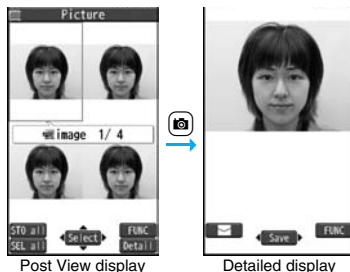 Picture
image 1/ 4
STO all
FUNC
Select
SEL all
Detail
Save
FUNC
Post View display
Detailed display